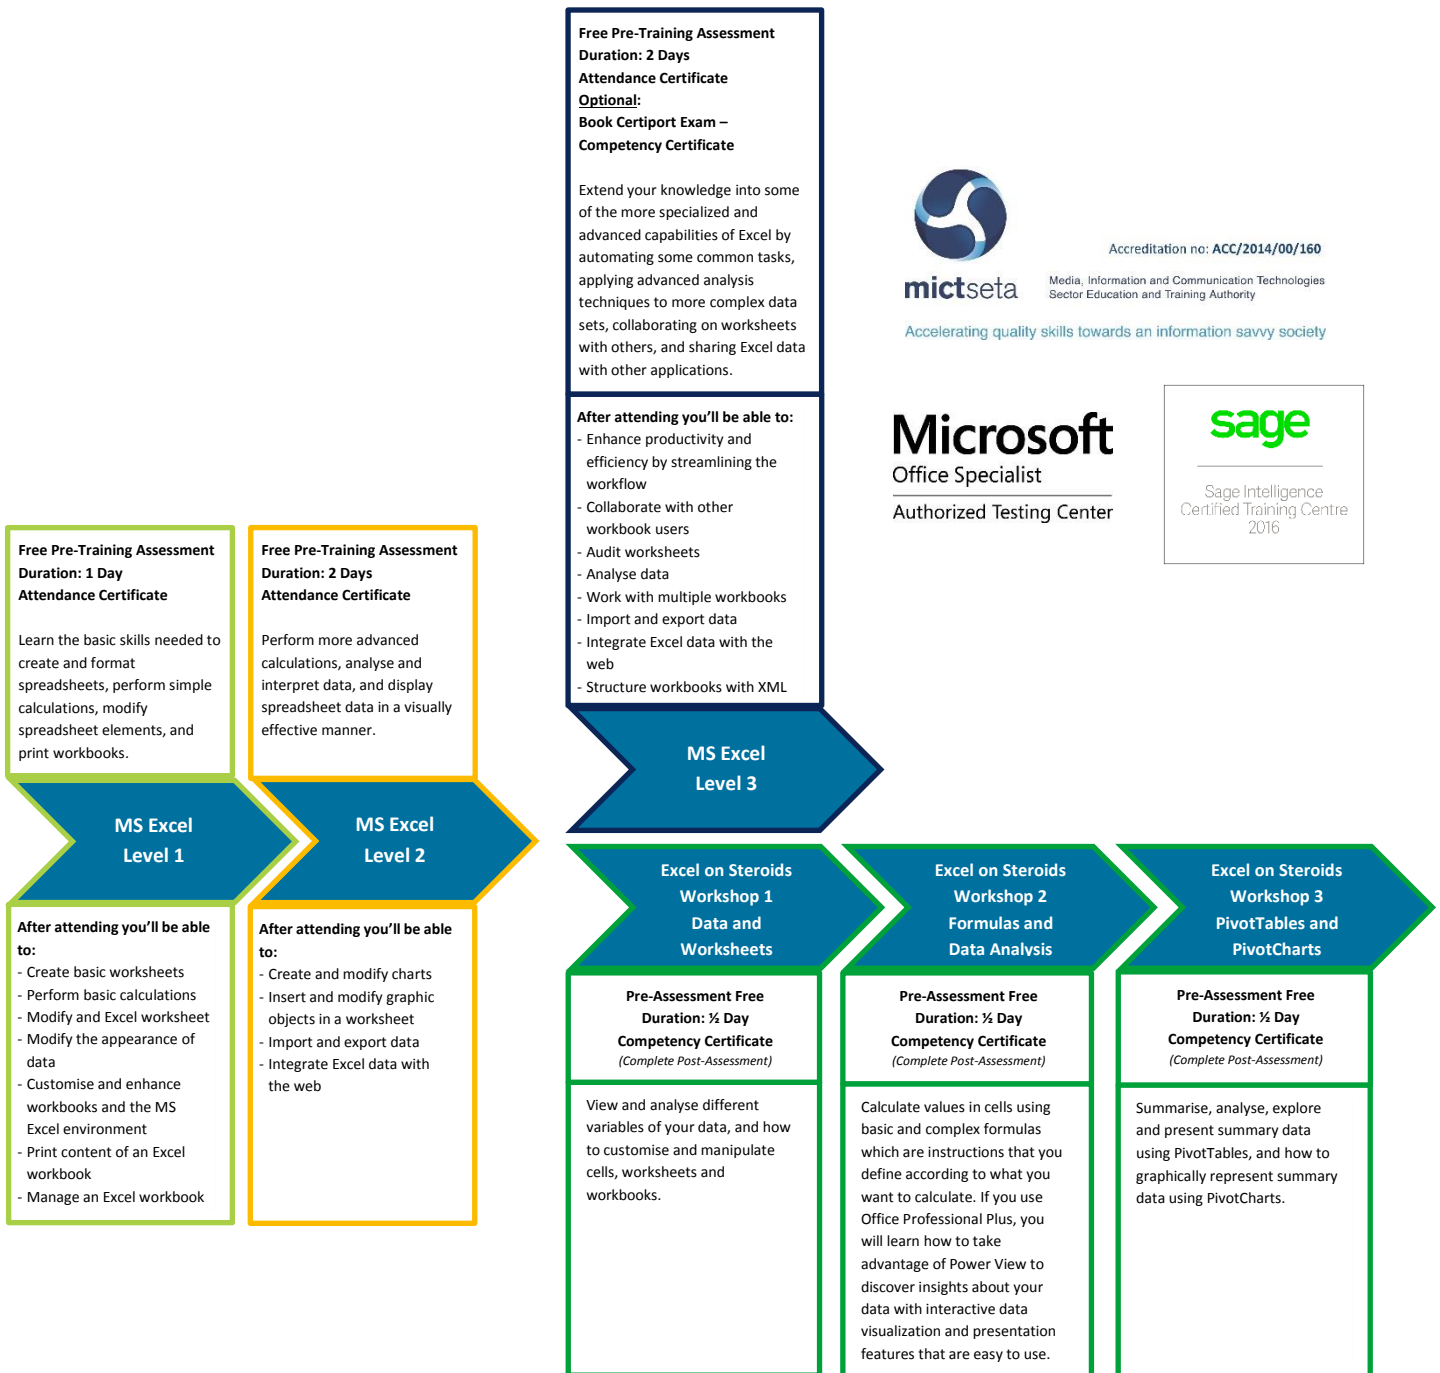 Free Pre-Training Assessment
Duration: 2 Days
Attendance Certificate
Optional:
Book Certiport Exam –
Competency Certificate
Extend your knowledge into some
of the more specialized and
advanced capabilities of Excel by
automating some common tasks,
applying advanced analysis
techniques to more complex data
sets, collaborating on worksheets
with others, and sharing Excel data
with other applications.
After attending you'll be able to:
- Enhance productivity and
efficiency by streamlining the
workflow
- Collaborate with other
workbook users
- Audit worksheets
- Analyse data
- Work with multiple workbooks
- Import and export data
- Integrate Excel data with the
web
- Structure workbooks with XML
MS Excel
Level 3
mictseta
Accreditation no: ACC/2014/00/160
Media, Information and Communication Technologies
Sector Education and Training Authority
Accelerating quality skills towards an information savvy society
Microsoft
Office Specialist
Authorized Testing Center
sage
Sage Intelligence
Certified Training Centre
2016
Free Pre-Training Assessment
Duration: 1 Day
Attendance Certificate
Learn the basic skills needed to
create and format
spreadsheets, perform simple
calculations, modify
spreadsheet elements, and
print workbooks.
MS Excel
Level 1
After attending you'll be able
to:
- Create basic worksheets
- Perform basic calculations
- Modify and Excel worksheet
- Modify the appearance of
data
- Customise and enhance
workbooks and the MS
Excel environment
- Print content of an Excel
workbook
- Manage an Excel workbook
Free Pre-Training Assessment
Duration: 2 Days
Attendance Certificate
Perform more advanced
calculations, analyse and
interpret data, and display
spreadsheet data in a visually
effective manner.
MS Excel
Level 2
After attending you'll be able
to:
- Create and modify charts
- Insert and modify graphic
objects in a worksheet
- Import and export data
- Integrate Excel data with
the web
Excel on Steroids
Workshop 1
Data and
Worksheets
Pre-Assessment Free
Duration: ½ Day
Competency Certificate
(Complete Post-Assessment)
View and analyse different
variables of your data, and how
to customise and manipulate
cells, worksheets and
workbooks.
Excel on Steroids
Workshop 2
Formulas and
Data Analysis
Pre-Assessment Free
Duration: ½ Day
Competency Certificate
(Complete Post-Assessment)
Calculate values in cells using
basic and complex formulas
which are instructions that you
define according to what you
want to calculate. If you use
Office Professional Plus, you
will learn how to take
advantage of Power View to
discover insights about your
data with interactive data
visualization and presentation
features that are easy to use.
Excel on Steroids
Workshop 3
PivotTables and
PivotCharts
Pre-Assessment Free
Duration: ½ Day
Competency Certificate
(Complete Post-Assessment)
Summarise, analyse, explore
and present summary data
using PivotTables, and how to
graphically represent summary
data using PivotCharts.